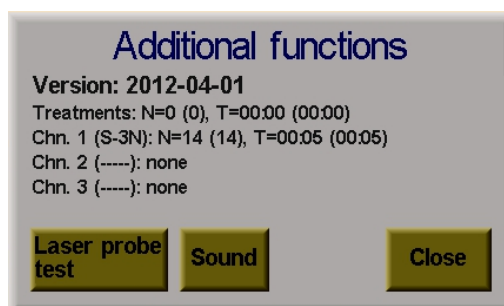 Additional functions
Version: 2012-04-01
Treatments: N=0 (0), T=00:00 (00:00)
Chn. 1 (S-3N): N=14 (14), T=00:05 (00:05)
Chn. 2 (-----): none
Chn. 3 (-----): none
Laser probe
test
Sound
Close